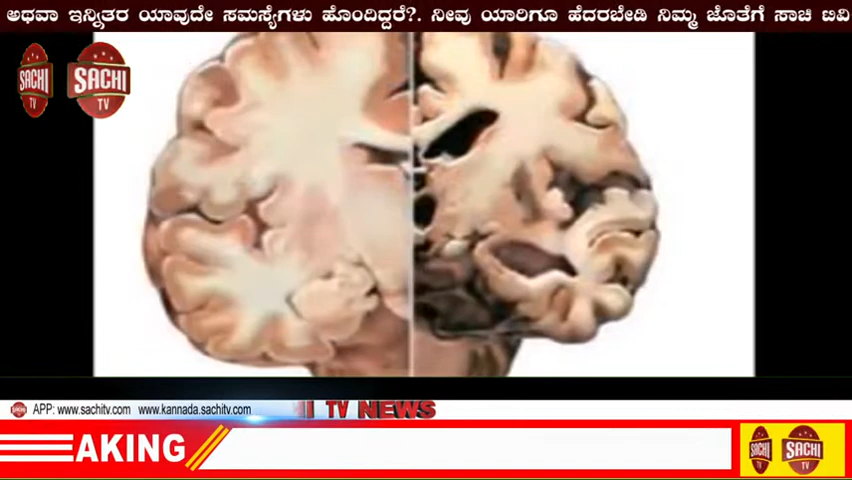 ಅಥವಾ ಇನ್ನಿತರ ಯಾವುದೇ ಸಮಸ್ಯೆಗಳು ಹೊಂದಿದ್ದರೆ?. ನೀವು ಯಾರಿಗೂ ಹೆದರಬೇಡಿ ನಿಮ್ಮ ಜೊತೆಗೆ ಸಾಚಿ ಟಿವಿ
SACHI TV
SACHI TV
APP: www.sachitv.com www.kannada.sachitv.com
HI TV NEWS
AKING
SACHI TV
SACHI TV